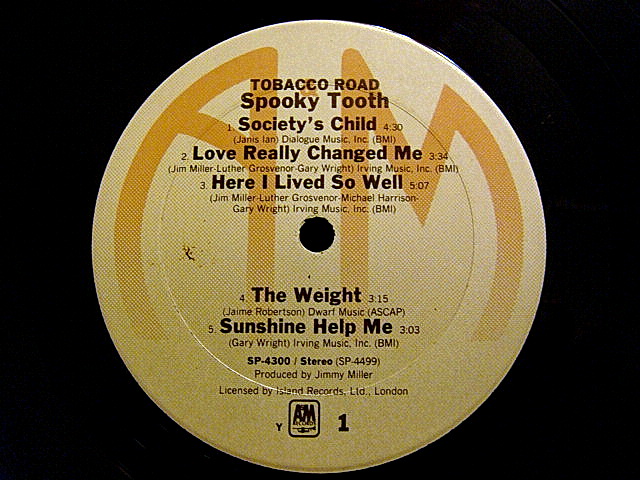 TOBACCO ROAD
Spooky Tooth
1. Society's Child 4:30
(Janis Ian) Dialogue Music, Inc. (BMI)
2. Love Really Changed Me 3:34
(Jim Miller-Luther Grosvenor-Gary Wright) Irving Music, Inc. (BMI)
3. Here I Lived So Well 5:07
(Jim Miller-Luther Grosvenor-Michael Harrison-
Gary Wright) Irving Music, Inc. (BMI)
4. The Weight 3:15
(Jaime Robertson) Dwarf Music (ASCAP)
5. Sunshine Help Me 3:03
(Gary Wright) Irving Music, Inc. (BMI)
SP-4300 / Stereo (SP-4499)
Produced by Jimmy Miller
Licensed by Island Records, Ltd., London
Y A&M RECORDS 1